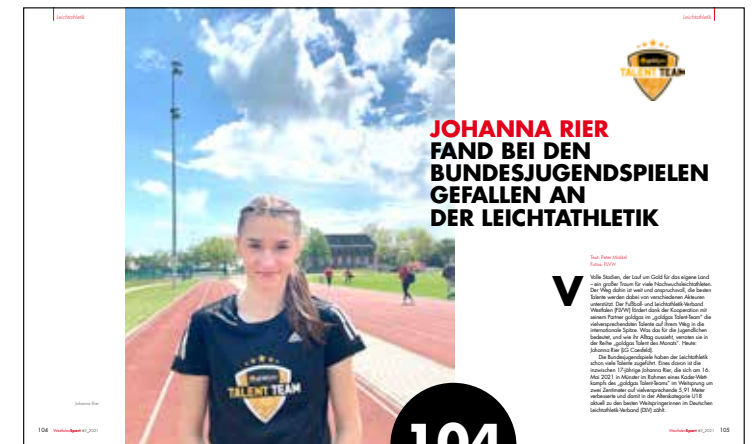 Leichtathletik
Leichtathletik
TALENT TEAM
JOHANNA RIER
FAND BEI DEN
BUNDESJUGENDSPIELEN
GEFALLEN AN
DER LEICHTATHLETIK
Text: Peter Middel
Fotos: FLVW
V
Volle Stadien, der Lauf um Gold für das eigene Land
– ein großer Traum für viele Nachwuchsleichtathleten.
Der Weg dahin ist weit und anspruchsvoll, die besten
Talente werden dabei von verschiedenen Akteuren
unterstützt. Der Fußball- und Leichtathletik-Verband
Westfalen (FLVW) fördert dank der Kooperation mit
seinem Partner goldgas im „goldgas Talent-Team“ die
vielversprechendsten Talente auf ihrem Weg in die
internationale Spitze. Was das für die Jugendlichen
bedeutet, und wie ihr Alltag aussieht, verraten sie in
der Reihe „goldgas Talent des Monats“. Heute:
Johanna Rier (LG Coesfeld).
Die Bundesjugendspiele haben der Leichtathletik
schon viele Talente zugeführt. Eines davon ist die
inzwischen 17-jährige Johanna Rier, die sich am 16.
Mai 2021 in Münster im Rahmen eines Kader-Wett-
kampfs des „goldgas Talent-Teams“ im Weitsprung um
zwei Zentimeter auf vielversprechende 5,91 Meter
verbesserte und damit in der Alterskategorie U18
aktuell zu den besten Weitspringerinnen im Deutschen
Leichtathletik-Verband (DLV) zählt.
TALENT TEAM
Johanna Rier
104 WestfalenSport #3_2021
104
WestfalenSport #3_2021 105